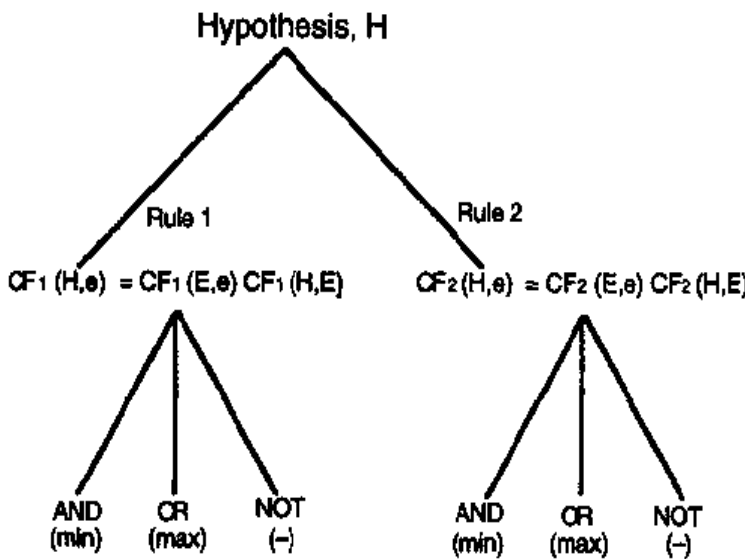 Hypothesis, H
Rule 1
Rule 2
CF1 (H,e) = CF1 (E,e) CF1 (H,E)
CF2 (H,e) = CF2 (E,e) CF2 (H,E)
AND
(min)
OR
(max)
NOT
(–)
AND
(min)
OR
(max)
NOT
(–)